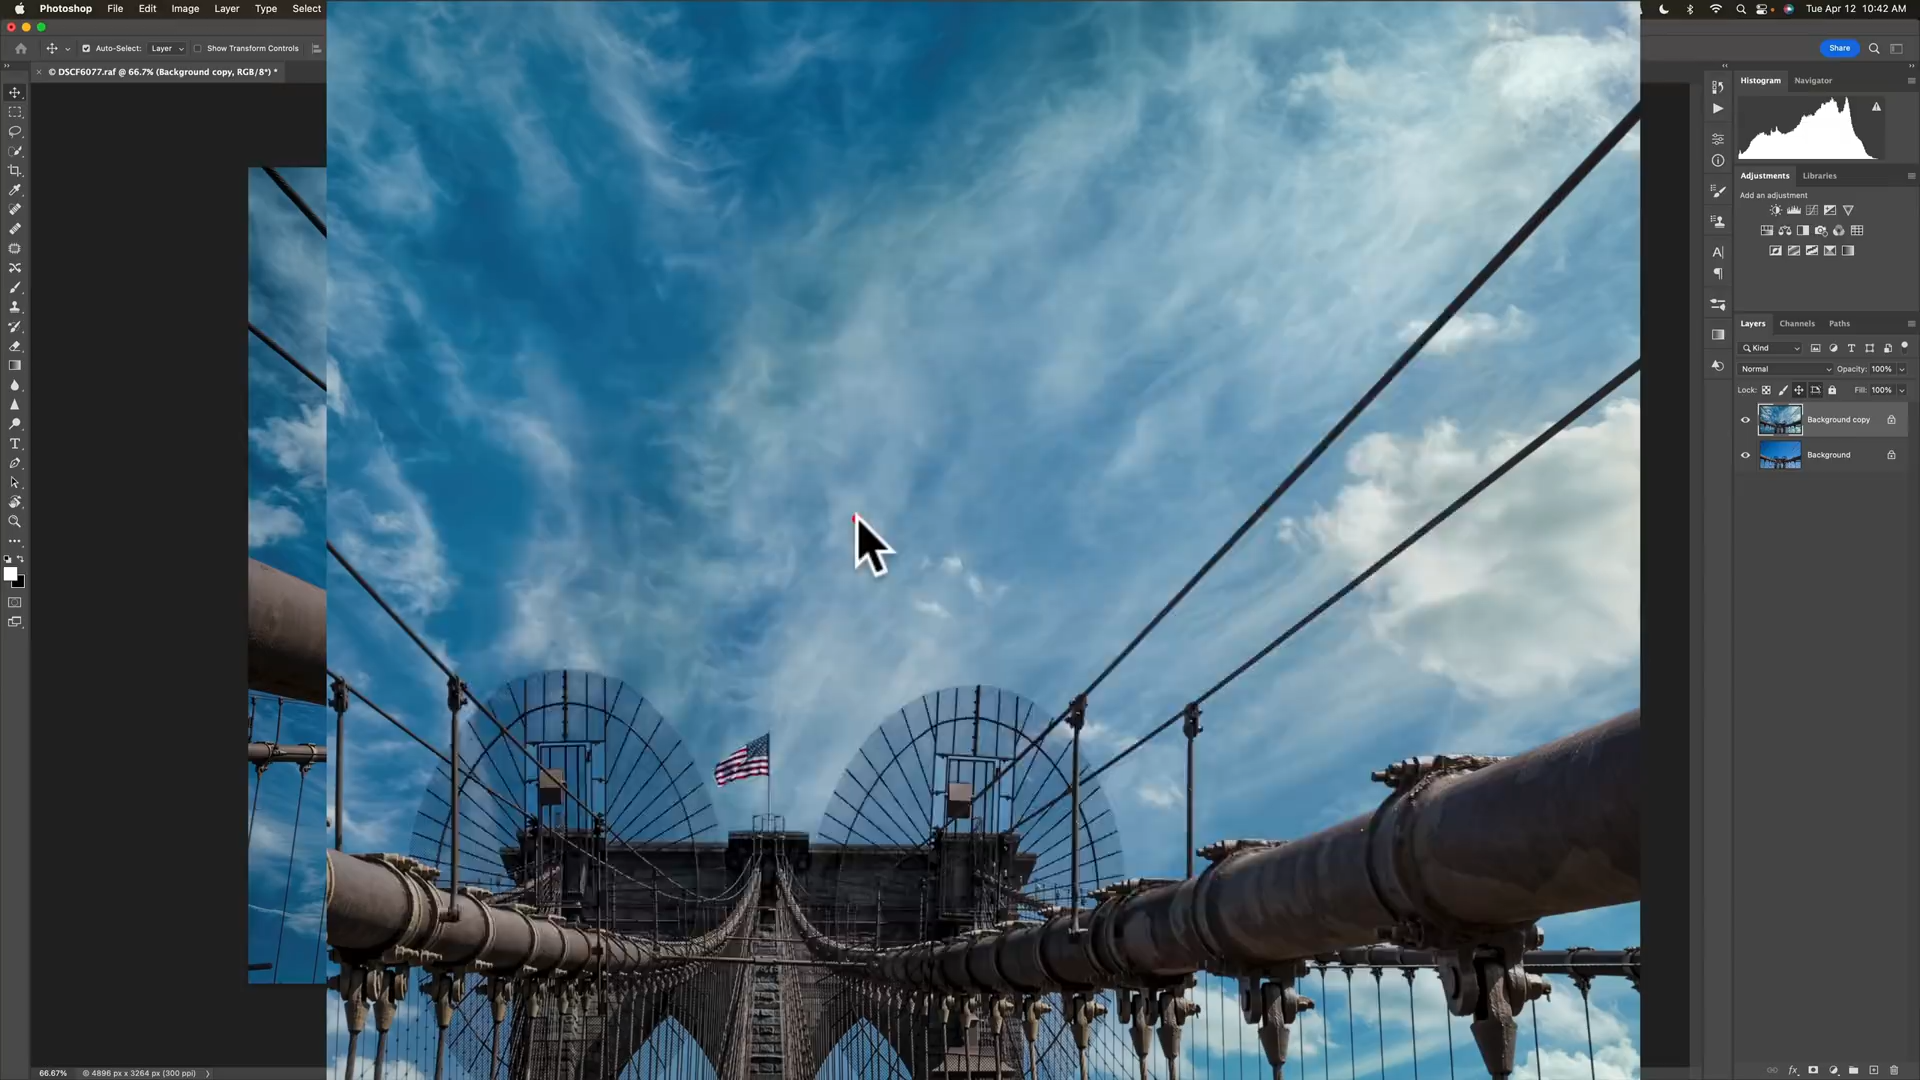 Photoshop File Edit Image Layer Type Select Tue Apr 12 10:42 AM
Auto-Select: Layer Show Transform Controls Share
× © DSCF6077.raf @ 66.7% (Background copy, RGB/8*) *
Histogram Navigator
Adjustments Libraries
Add an adjustment
Layers Channels Paths
Kind
Normal Opacity: 100%
Lock: Fill: 100%
Background copy
Background
66.67% © 4896 px x 3264 px (300 ppi)